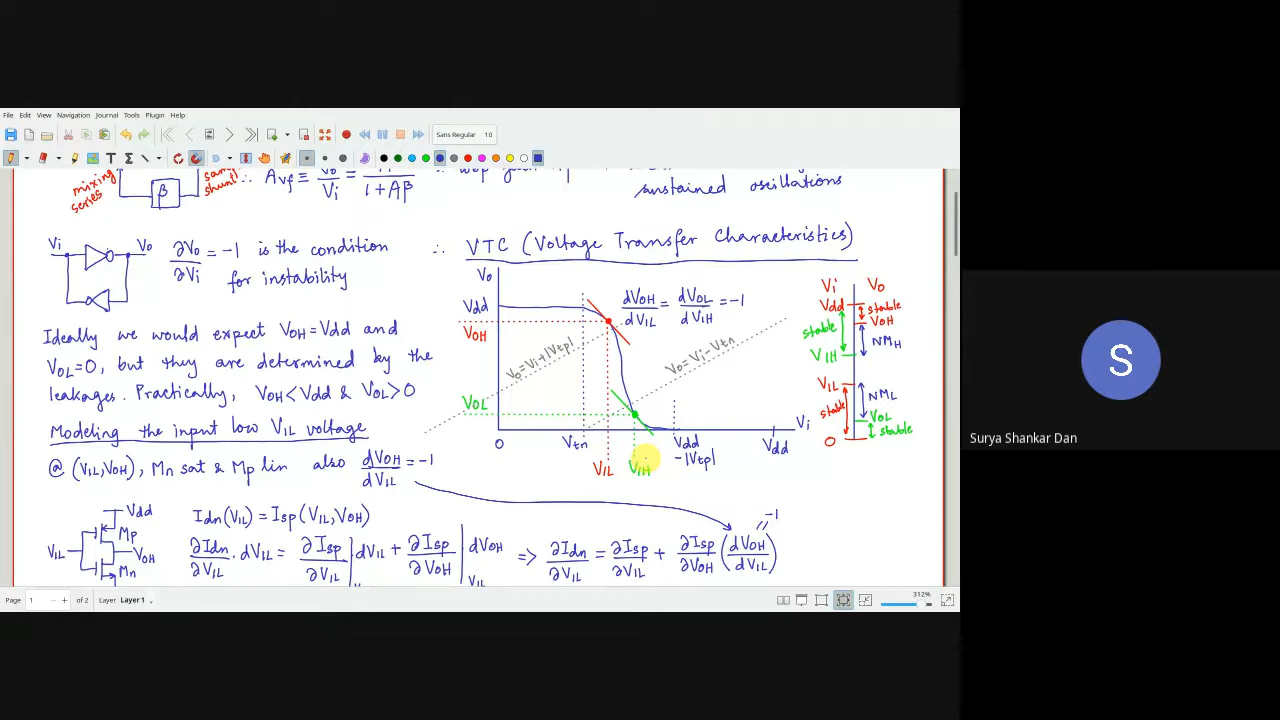 File Edit View Navigation Journal Tools Plugin Help
Sans Regular 10
mixing series
β
Avf ≡ Vo/Vi = 1+Aβ
sustained oscillations
Vi Vo ∂Vo/∂Vi = -1 is the condition for instability
∴ VTC (Voltage Transfer Characteristics)
Vo
Vdd
VOH
VOL
dVOH/dVIL = dVOL/dVIH = -1
Vo=Vi+|Vtp|
Vo=Vi-Vtn
0 Vtn VIL VIH Vdd-|Vtp| Vdd Vi
Vi Vo
Vdd stable
VOH
stable NMH
VIH
VIL
stable NML
VOL
stable
0
Ideally we would expect VOH=Vdd and
VOL=0, but they are determined by the
leakages. Practically, VOH<Vdd & VOL>0
Modeling the input low VIL voltage
@ (VIL,VOH), Mn sat & Mp lin also dVOH/dVIL = -1
Vdd
Mp
VIL VOH
Mn
Idn(VIL) = Isp(VIL,VOH)
∂Idn/∂VIL . dVIL = ∂Isp/∂VIL | dVIL + ∂Isp/∂VOH | VIL dVOH ⇒ ∂Idn/∂VIL = ∂Isp/∂VIL + ∂Isp/∂VOH (dVOH/dVIL) = -1
Page 1 of 2 Layer Layer 1
312%
S
Surya Shankar Dan